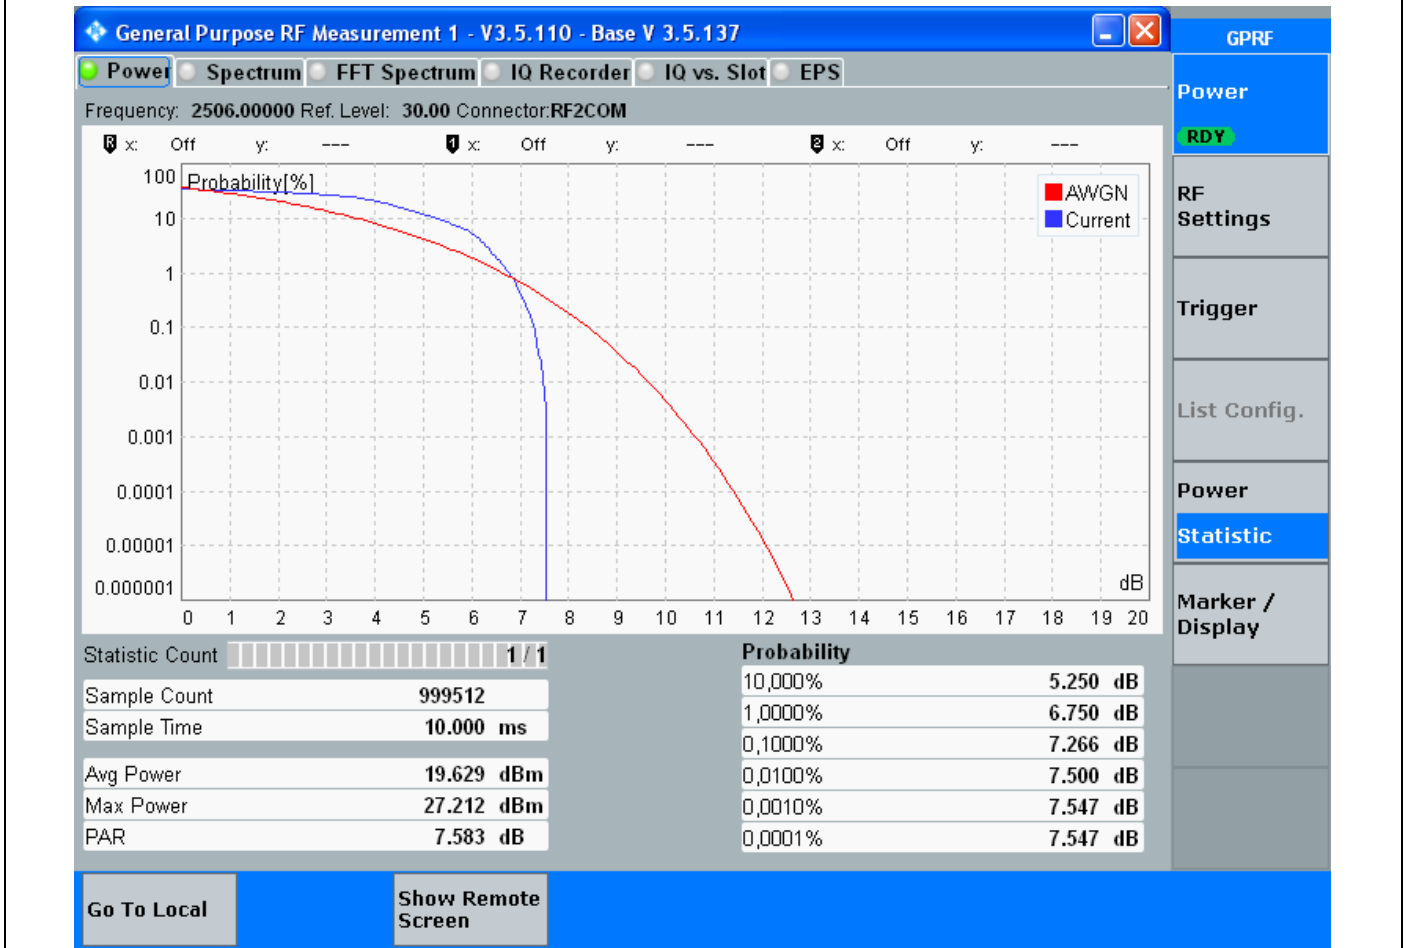 General Purpose RF Measurement 1 - V3.5.110 - Base V 3.5.137
GPRF
Power Spectrum FFT Spectrum IQ Recorder IQ vs. Slot EPS
Frequency: 2506.00000 Ref. Level: 30.00 Connector:RF2COM
R x: Off y: --- 1 x: Off y: --- 2 x: Off y: ---
Probability[%]
100
10
1
0.1
0.01
0.001
0.0001
0.00001
0.000001
AWGN
Current
dB
0 1 2 3 4 5 6 7 8 9 10 11 12 13 14 15 16 17 18 19 20
Statistic Count 1 / 1
Sample Count 999512
Sample Time 10.000 ms
Avg Power 19.629 dBm
Max Power 27.212 dBm
PAR 7.583 dB
Probability
10,000% 5.250 dB
1,0000% 6.750 dB
0,1000% 7.266 dB
0,0100% 7.500 dB
0,0010% 7.547 dB
0,0001% 7.547 dB
Power
RDY
RF
Settings
Trigger
List Config.
Power
Statistic
Marker /
Display
Go To Local
Show Remote
Screen